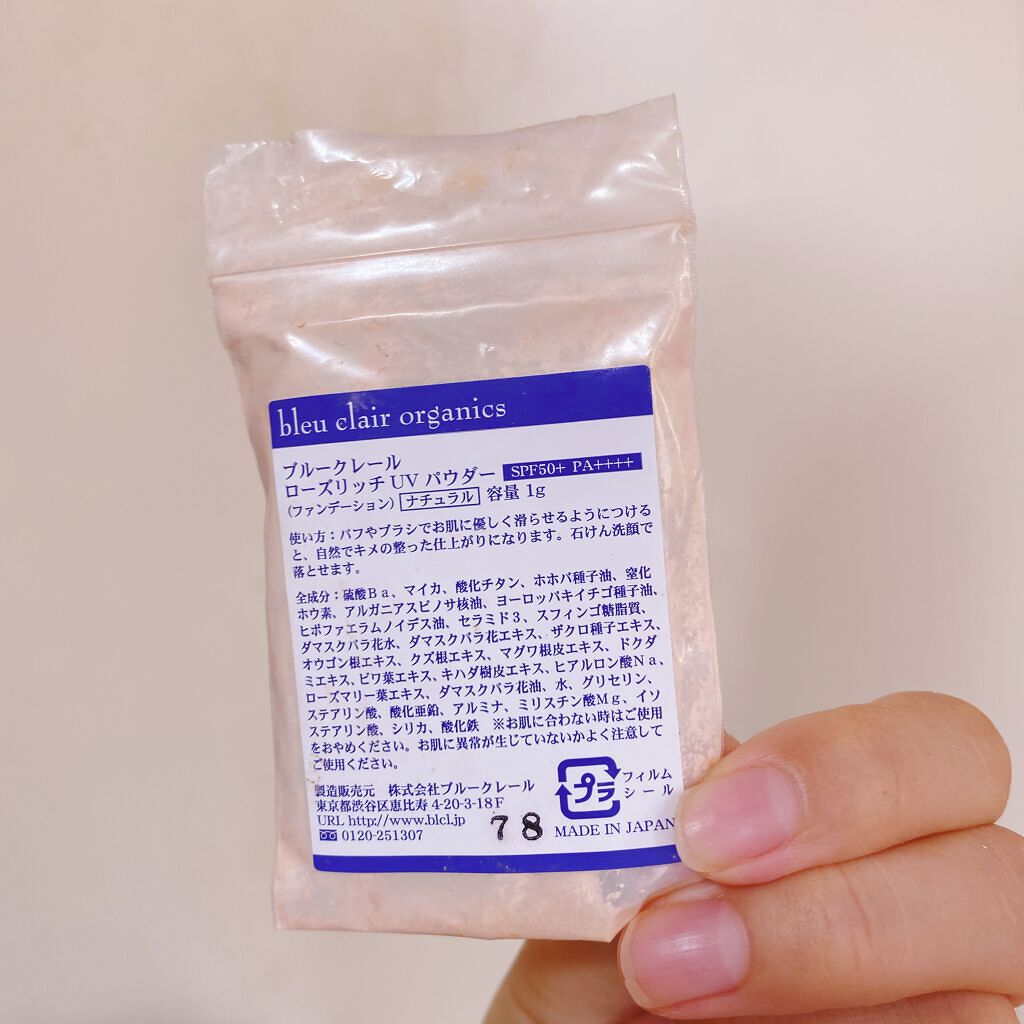 bleu clair organics
ブルークレール
ローズリッチ UV パウダー SPF50+ PA++++
(ファンデーション) ナチュラル 容量 1g
使い方：パフやブラシでお肌に優しく滑らせるようにつける
と、自然でキメの整った仕上がりになります。石けん洗顔で
落とせます。
全成分：硫酸Ｂａ、マイカ、酸化チタン、ホホバ種子油、窒化
ホウ素、アルガニアスピノサ核油、ヨーロッパキイチゴ種子油、
ヒポファエラムノイデス油、セラミド３、スフィンゴ糖脂質、
ダマスクバラ花水、ダマスクバラ花エキス、ザクロ種子エキス、
オウゴン根エキス、クズ根エキス、マグワ根皮エキス、ドクダ
ミエキス、ビワ葉エキス、キハダ樹皮エキス、ヒアルロン酸Ｎａ、
ローズマリー葉エキス、ダマスクバラ花油、水、グリセリン、
ステアリン酸、酸化亜鉛、アルミナ、ミリスチン酸Ｍｇ、イソ
ステアリン酸、シリカ、酸化鉄　※お肌に合わない時はご使用
をおやめください。お肌に異常が生じていないかよく注意して
ご使用ください。
製造販売元　株式会社ブルークレール
東京都渋谷区恵比寿 4-20-3-18Ｆ
URL http://www.blcl.jp
0120-251307
78
プラ
フィルム
シール
MADE IN JAPAN